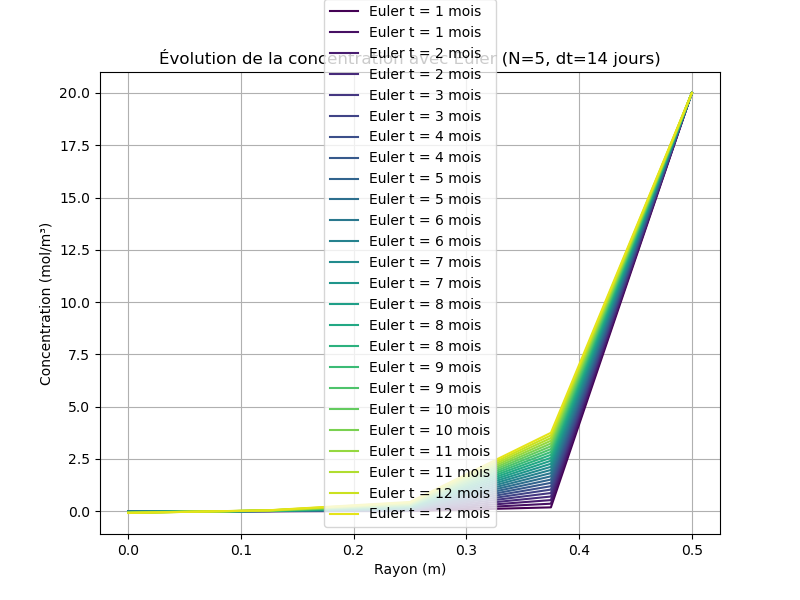 Euler t = 1 mois
Euler t = 1 mois
Évolution de la concentration avec Euler (N=5, dt=14 jours)
Euler t = 2 mois
Euler t = 2 mois
Euler t = 3 mois
Euler t = 3 mois
Euler t = 4 mois
Euler t = 4 mois
Euler t = 5 mois
Euler t = 5 mois
Euler t = 6 mois
Euler t = 6 mois
Euler t = 7 mois
Euler t = 7 mois
Euler t = 8 mois
Euler t = 8 mois
Euler t = 8 mois
Euler t = 9 mois
Euler t = 9 mois
Euler t = 10 mois
Euler t = 10 mois
Euler t = 11 mois
Euler t = 11 mois
Euler t = 12 mois
Euler t = 12 mois
Concentration (mol/m³)
20.0
17.5
15.0
12.5
10.0
7.5
5.0
2.5
0.0
0.0
0.1
0.2
0.3
0.4
0.5
Rayon (m)